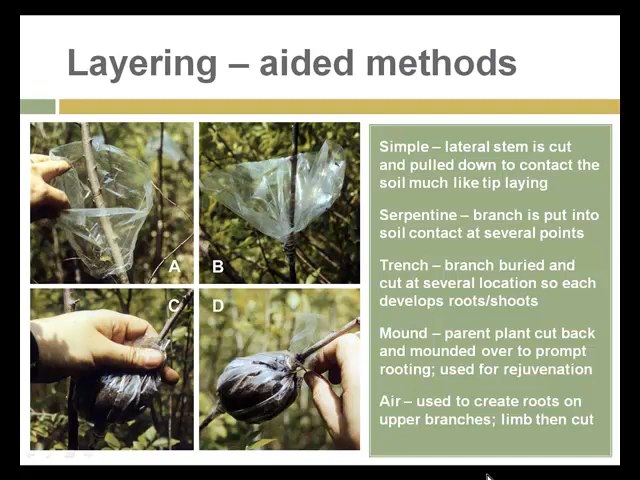 Layering – aided methods
A
B
C
D
Simple – lateral stem is cut
and pulled down to contact the
soil much like tip laying
Serpentine – branch is put into
soil contact at several points
Trench – branch buried and
cut at several location so each
develops roots/shoots
Mound – parent plant cut back
and mounded over to prompt
rooting; used for rejuvenation
Air – used to create roots on
upper branches; limb then cut